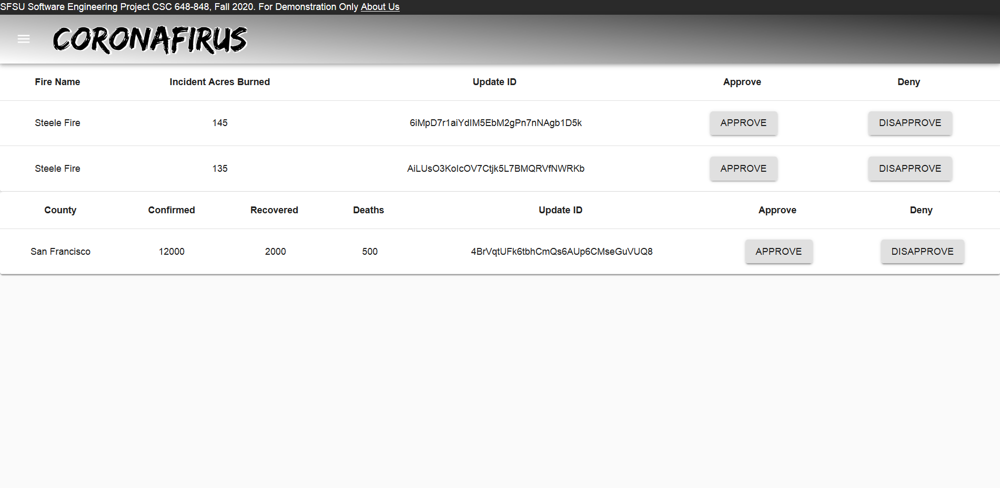 SFSU Software Engineering Project CSC 648-848, Fall 2020. For Demonstration Only About Us
CORONAFIRUS
Fire Name Incident Acres Burned Update ID Approve Deny
Steele Fire 145 6iMpD7r1aiYdIM5EbM2gPn7nNAgb1D5k APPROVE DISAPPROVE
Steele Fire 135 AiLUsO3KoIcOV7Ctjk5L7BMQRVfNWRKb APPROVE DISAPPROVE
County Confirmed Recovered Deaths Update ID Approve Deny
San Francisco 12000 2000 500 4BrVqtUFk6tbhCmQs6AUp6CMseGuVUQ8 APPROVE DISAPPROVE